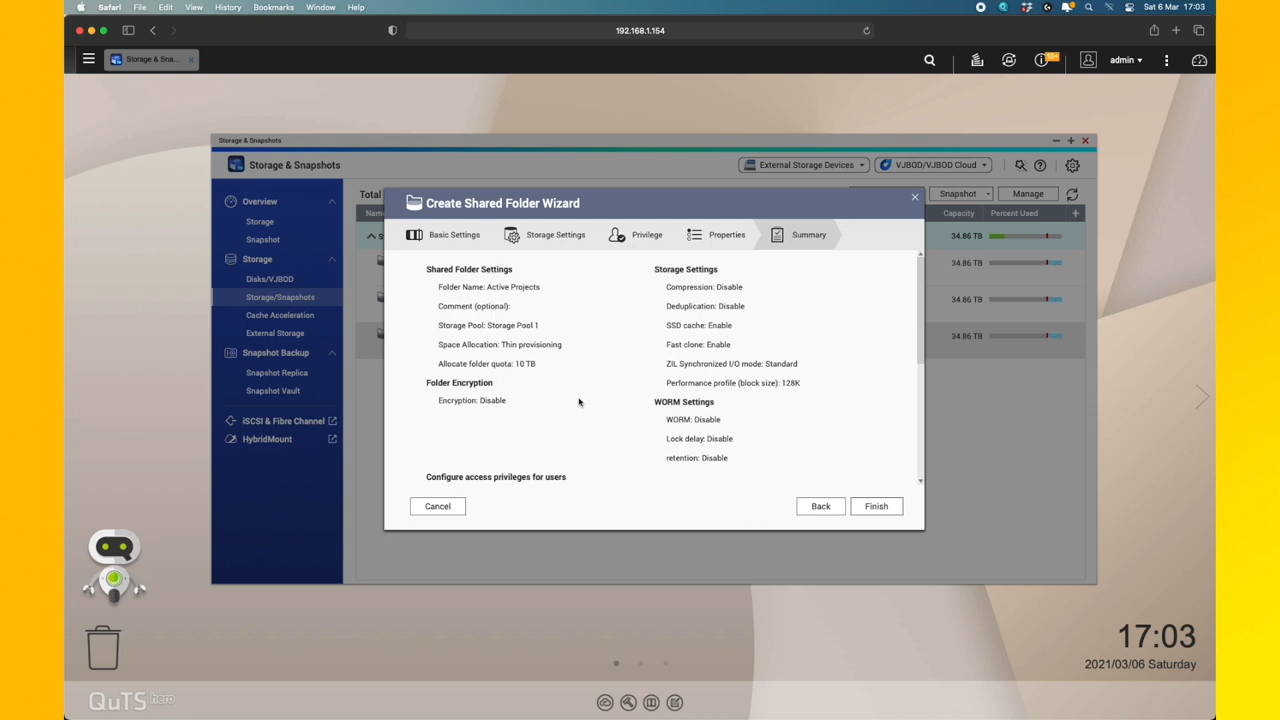 Safari File Edit View History Bookmarks Window Help
Sat 6 Mar 17:03
192.168.1.154
Storage & Sna...
10+
admin
Storage & Snapshots
Storage & Snapshots
External Storage Devices
VJBOD/VJBOD Cloud
Overview
Storage
Snapshot
Storage
Disks/VJBOD
Storage/Snapshots
Cache Acceleration
External Storage
Snapshot Backup
Snapshot Replica
Snapshot Vault
iSCSI & Fibre Channel
HybridMount
Total
Snapshot
Manage
Capacity
Percent Used
34.86 TB
34.86 TB
34.86 TB
34.86 TB
Create Shared Folder Wizard
Basic Settings
Storage Settings
Privilege
Properties
Summary
Shared Folder Settings
Folder Name: Active Projects
Comment (optional):
Storage Pool: Storage Pool 1
Space Allocation: Thin provisioning
Allocate folder quota: 10 TB
Folder Encryption
Encryption: Disable
Configure access privileges for users
Storage Settings
Compression: Disable
Deduplication: Disable
SSD cache: Enable
Fast clone: Enable
ZIL Synchronized I/O mode: Standard
Performance profile (block size): 128K
WORM Settings
WORM: Disable
Lock delay: Disable
retention: Disable
Cancel
Back
Finish
17:03
2021/03/06 Saturday
QuTS hero